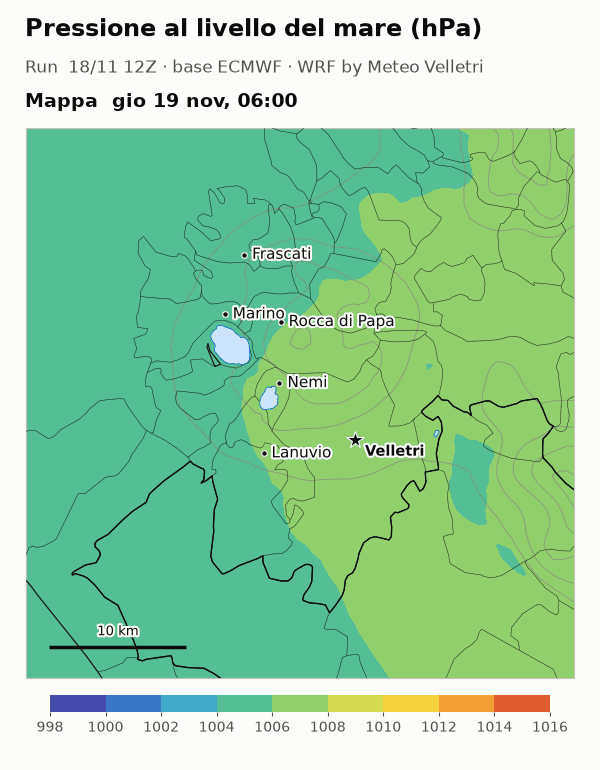 Pressione al livello del mare (hPa)
Run  18/11 12Z · base ECMWF · WRF by Meteo Velletri
Mappa  gio 19 nov, 06:00
Frascati
Marino
Rocca di Papa
Nemi
Velletri
Lanuvio
10 km
998 1000 1002 1004 1006 1008 1010 1012 1014 1016